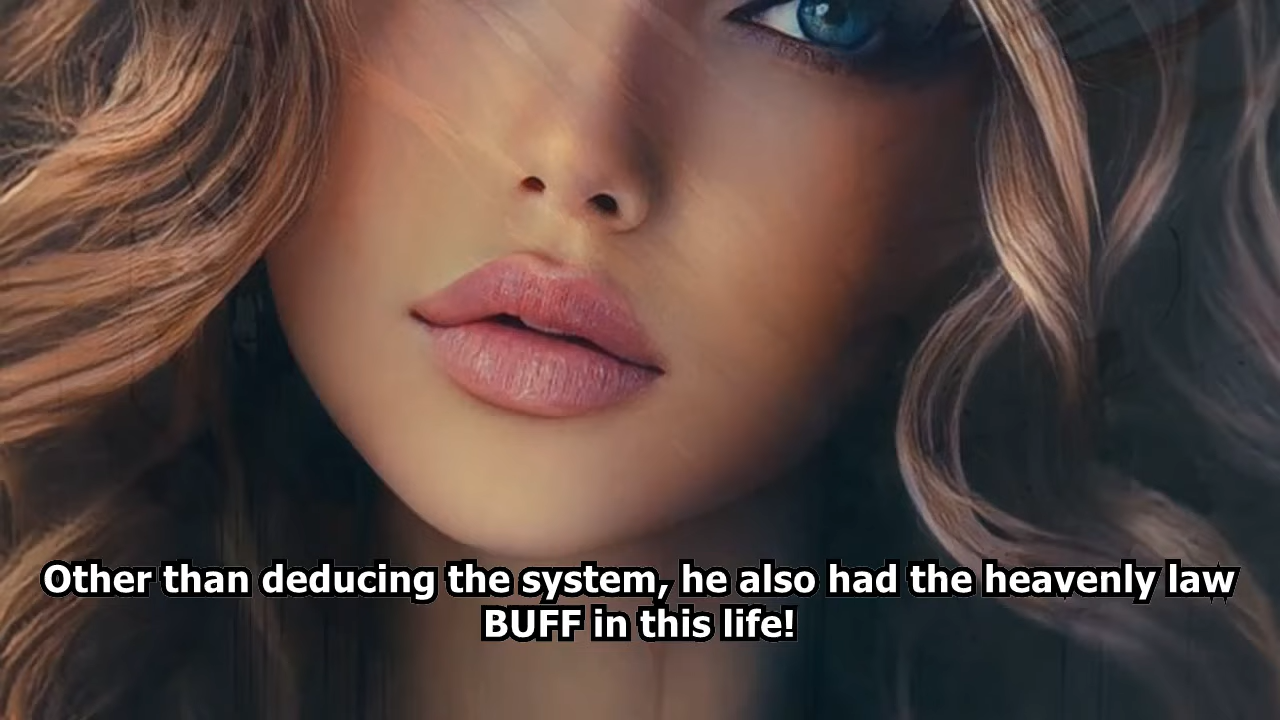 Other than deducing the system, he also had the heavenly law
BUFF in this life!